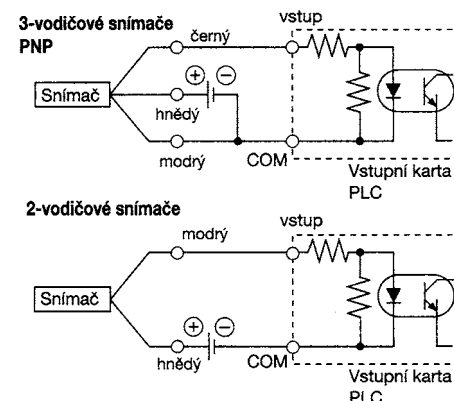 3-vodičové snímače
PNP
vstup
černý
+ −
Snímač
hnědý
modrý
COM
Vstupní karta
PLC
2-vodičové snímače
vstup
modrý
Snímač
+ −
hnědý
COM
Vstupní karta
PLC